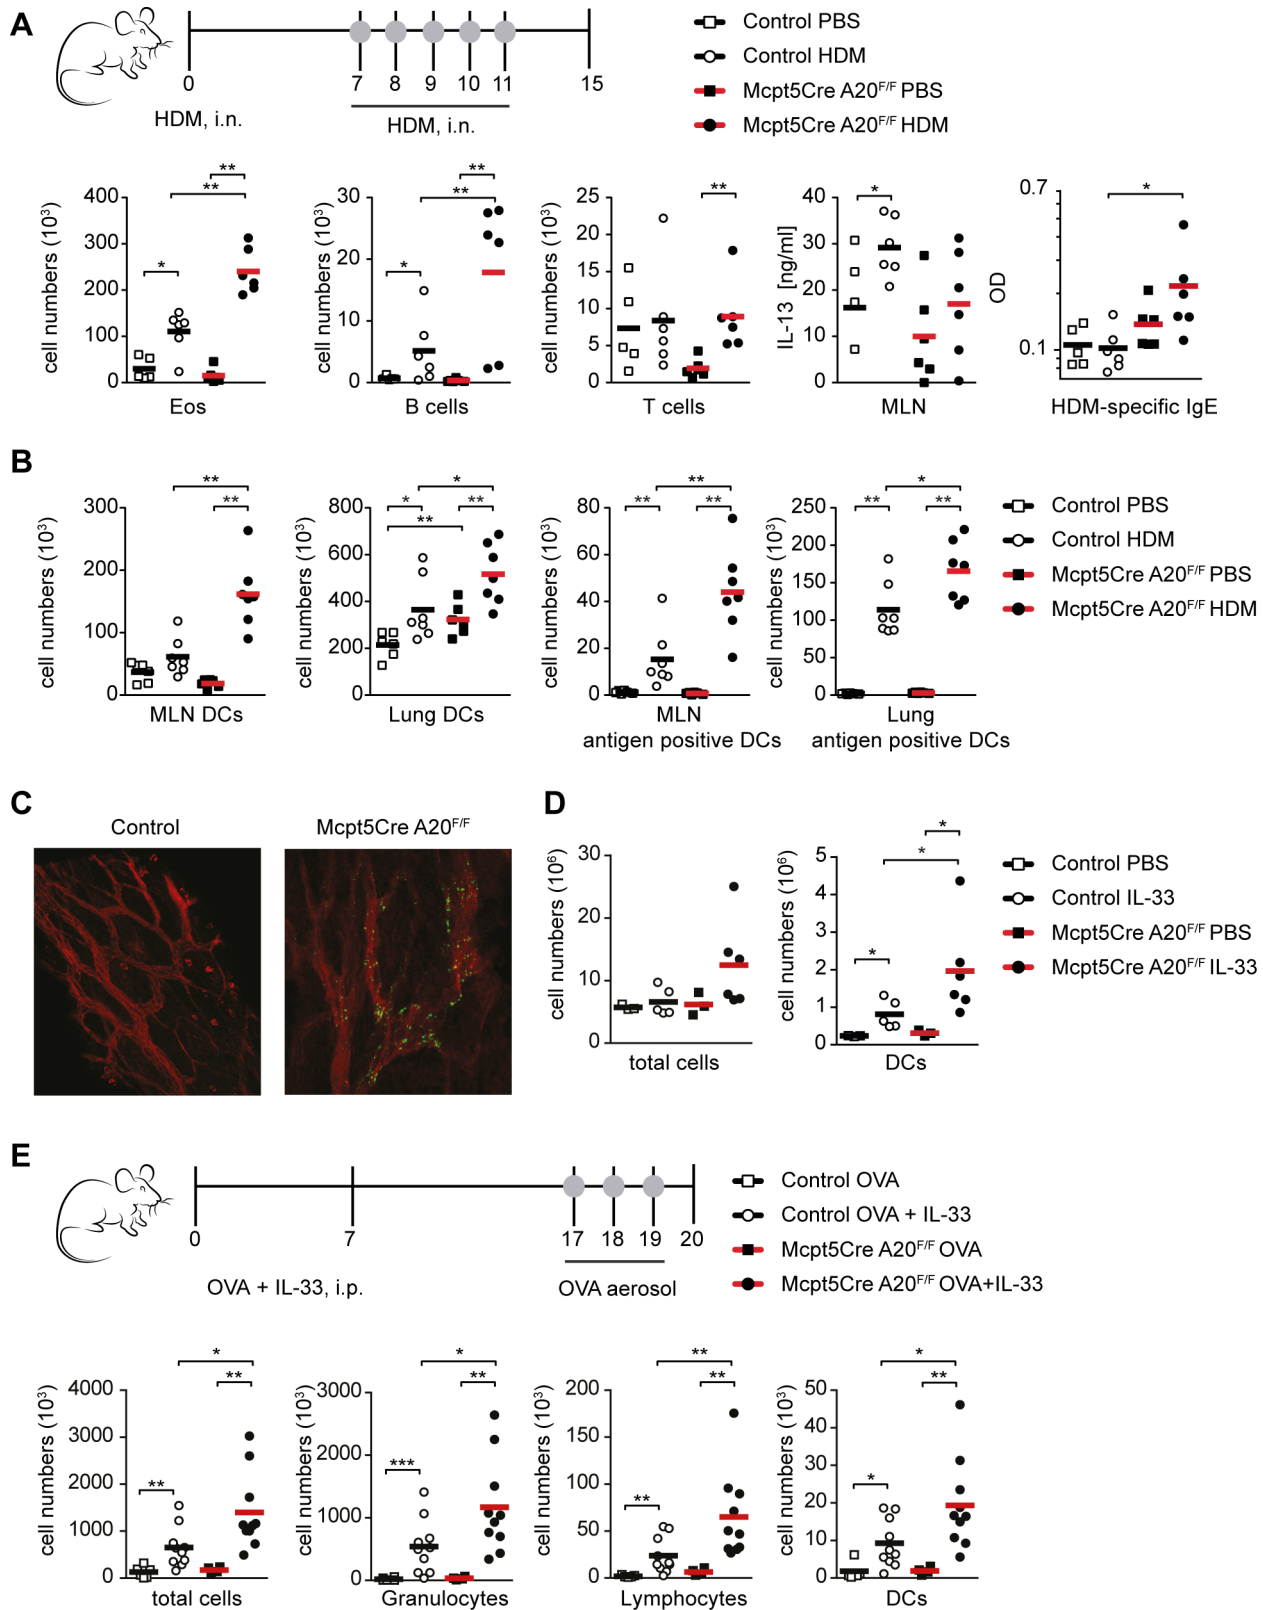 A
0
7
8
9
10
11
15
HDM, i.n.
HDM, i.n.
Control PBS
Control HDM
Mcpt5Cre A20F/F PBS
Mcpt5Cre A20F/F HDM
**
**
*
cell numbers (10³)
400
300
200
100
0
Eos
**
**
*
cell numbers (10³)
30
20
10
0
B cells
**
cell numbers (10³)
25
20
15
10
5
0
T cells
*
IL-13 [ng/ml]
40
30
20
10
0
MLN
*
OD
0.7
0.1
HDM-specific IgE
B
**
**
cell numbers (10³)
300
200
100
0
MLN DCs
*
*
**
**
cell numbers (10³)
800
600
400
200
0
Lung DCs
**
**
**
cell numbers (10³)
80
60
40
20
0
MLN
antigen positive DCs
*
**
**
cell numbers (10³)
250
200
150
100
50
0
Lung
antigen positive DCs
Control PBS
Control HDM
Mcpt5Cre A20F/F PBS
Mcpt5Cre A20F/F HDM
C
Control
Mcpt5Cre A20F/F
D
cell numbers (10⁶)
30
20
10
0
total cells
*
*
*
cell numbers (10⁶)
5
4
3
2
1
0
DCs
Control PBS
Control IL-33
Mcpt5Cre A20F/F PBS
Mcpt5Cre A20F/F IL-33
E
0
7
17
18
19
20
OVA + IL-33, i.p.
OVA aerosol
Control OVA
Control OVA + IL-33
Mcpt5Cre A20F/F OVA
Mcpt5Cre A20F/F OVA+IL-33
*
**
**
cell numbers (10³)
4000
3000
2000
1000
0
total cells
*
**
***
cell numbers (10³)
3000
2000
1000
0
Granulocytes
**
**
**
cell numbers (10³)
200
150
100
50
0
Lymphocytes
*
**
*
cell numbers (10³)
50
40
30
20
10
0
DCs